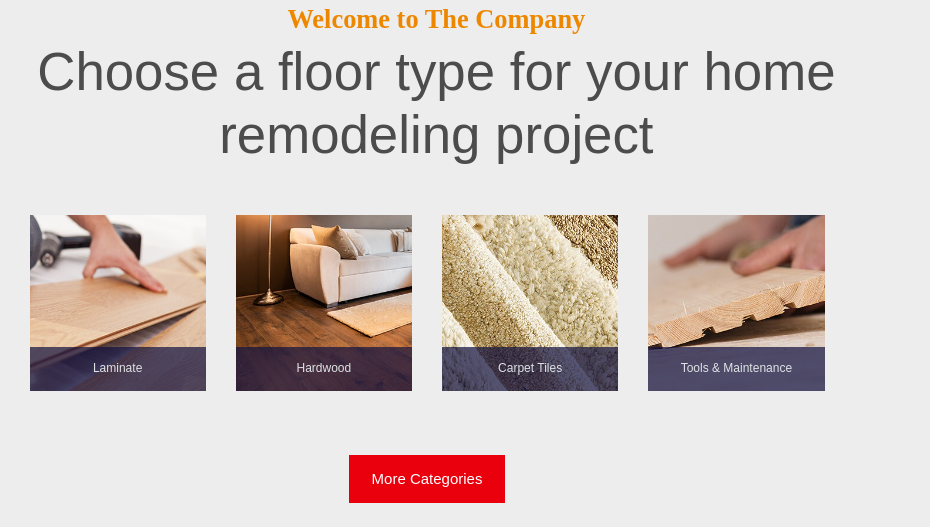 Welcome to The Company
Choose a floor type for your home
remodeling project
Laminate
Hardwood
Carpet Tiles
Tools & Maintenance
More Categories